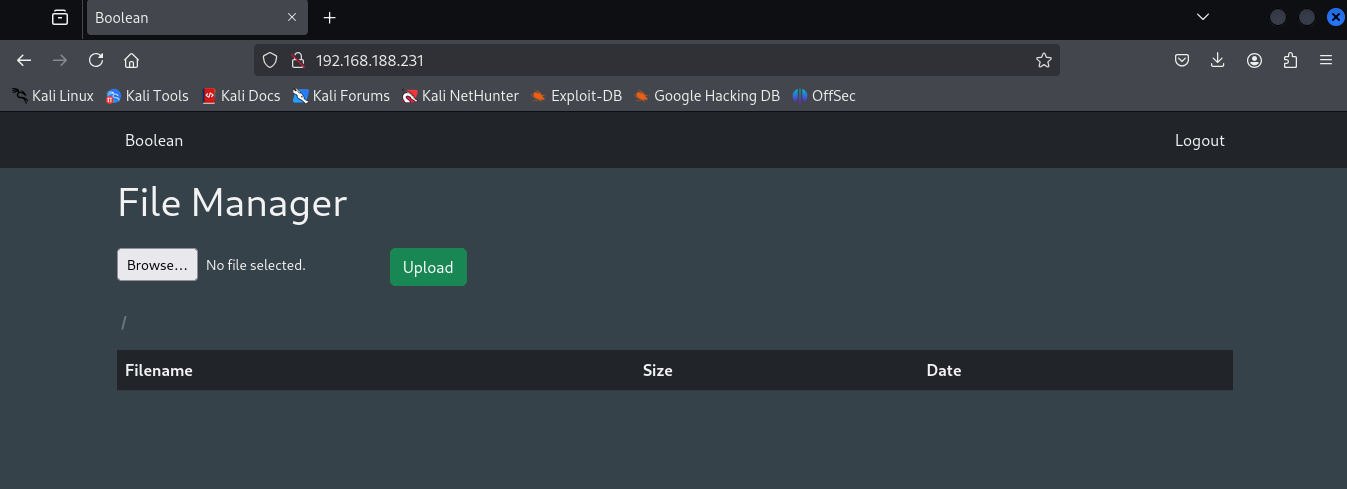 Boolean
192.168.188.231
Kali Linux Kali Tools Kali Docs Kali Forums Kali NetHunter Exploit-DB Google Hacking DB OffSec
Boolean Logout
File Manager
Browse... No file selected. Upload
/
Filename Size Date